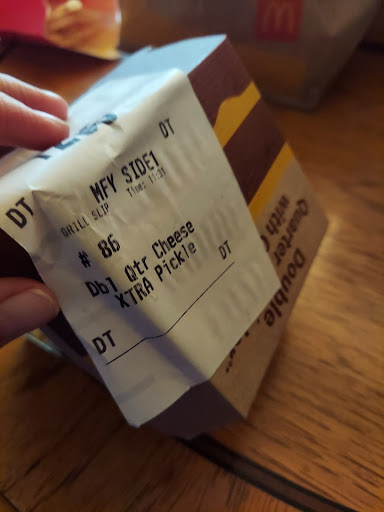 DT
MFY SIDE1
DT
GRILL SLIP
# 86
Dbl Qtr Cheese
XTRA Pickle
DT
DT
Double
Quarter
with